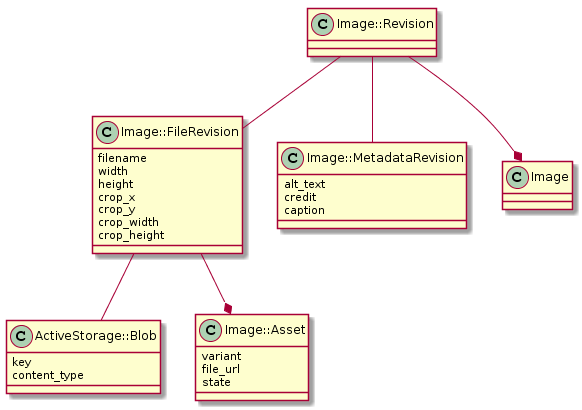 C Image::Revision
C Image::FileRevision
filename
width
height
crop_x
crop_y
crop_width
crop_height
C Image::MetadataRevision
alt_text
credit
caption
C Image
C ActiveStorage::Blob
key
content_type
C Image::Asset
variant
file_url
state